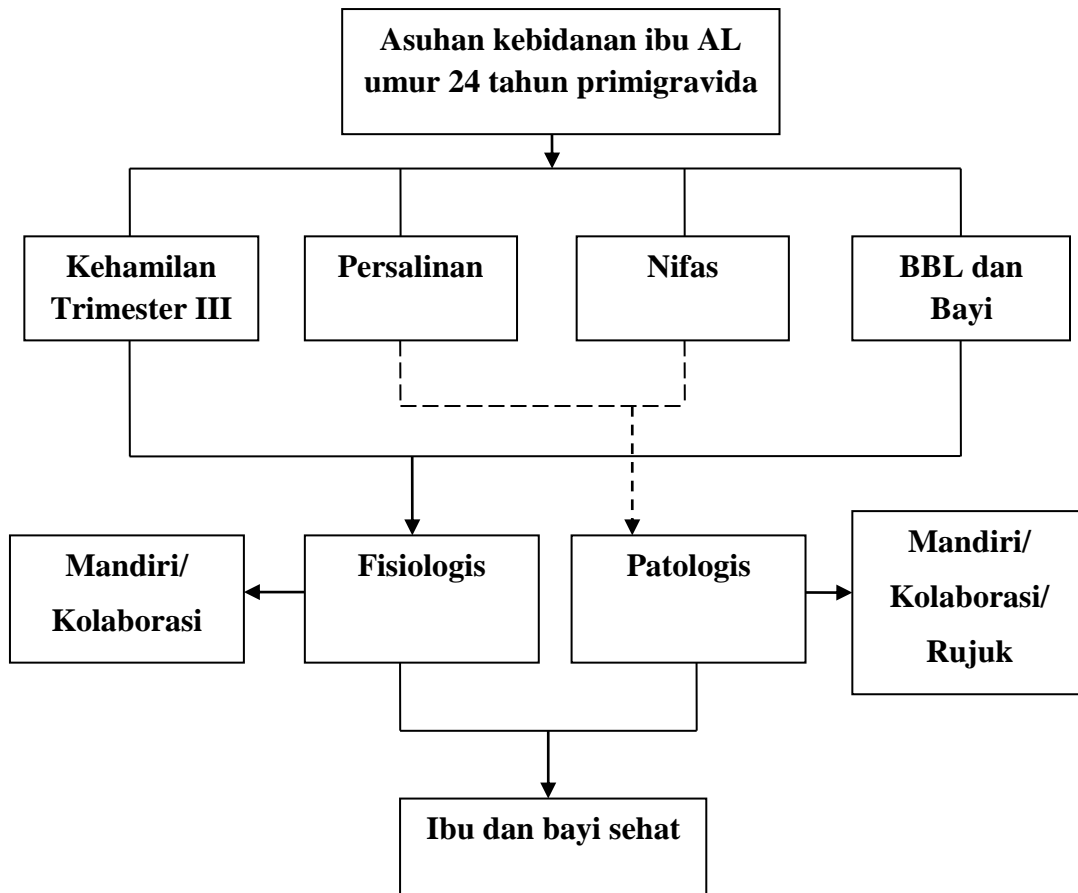 Asuhan kebidanan ibu AL
umur 24 tahun primigravida
Kehamilan
Trimester III
Persalinan
Nifas
BBL dan
Bayi
Mandiri/
Kolaborasi
Fisiologis
Patologis
Mandiri/
Kolaborasi/
Rujuk
Ibu dan bayi sehat